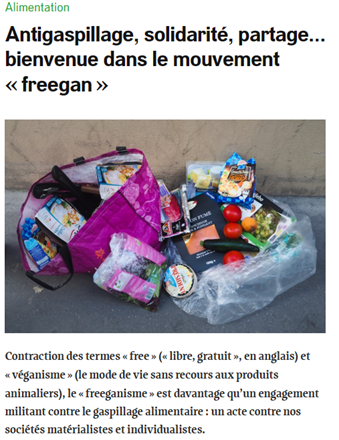 Alimentation
Antigaspillage, solidarité, partage...
bienvenue dans le mouvement
« freegan »
Contraction des termes « free » (« libre, gratuit », en anglais) et
« véganisme » (le mode de vie sans recours aux produits
animaliers), le « freeganisme » est davantage qu'un engagement
militant contre le gaspillage alimentaire : un acte contre nos
sociétés matérialistes et individualistes.